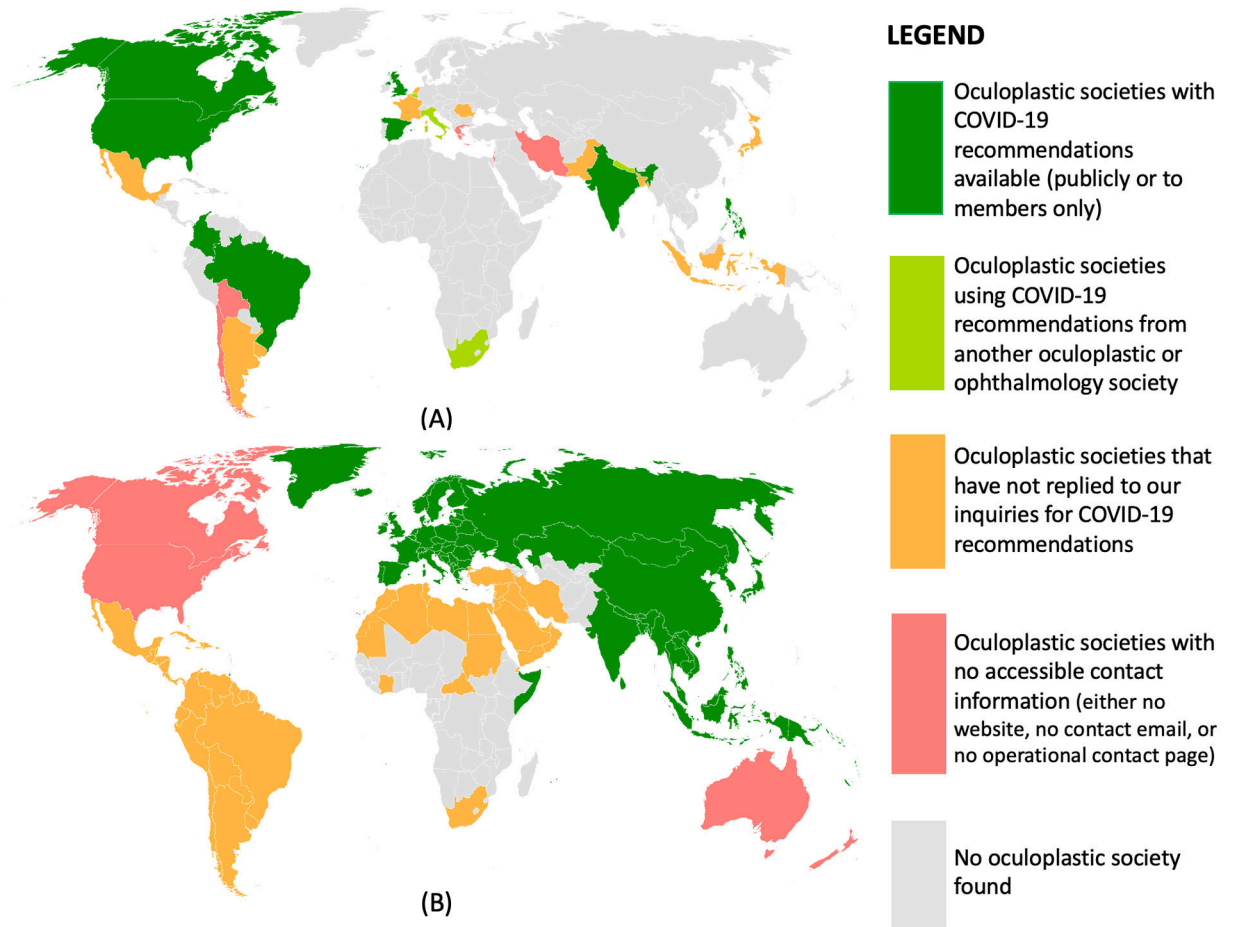 LEGEND
Oculoplastic societies with
COVID-19
recommendations
available (publicly or to
members only)
Oculoplastic societies
using COVID-19
recommendations from
another oculoplastic or
ophthalmology society
(A)
Oculoplastic societies that
have not replied to our
inquiries for COVID-19
recommendations
Oculoplastic societies with
no accessible contact
information (either no
website, no contact email, or
no operational contact page)
No oculoplastic society
found
(B)